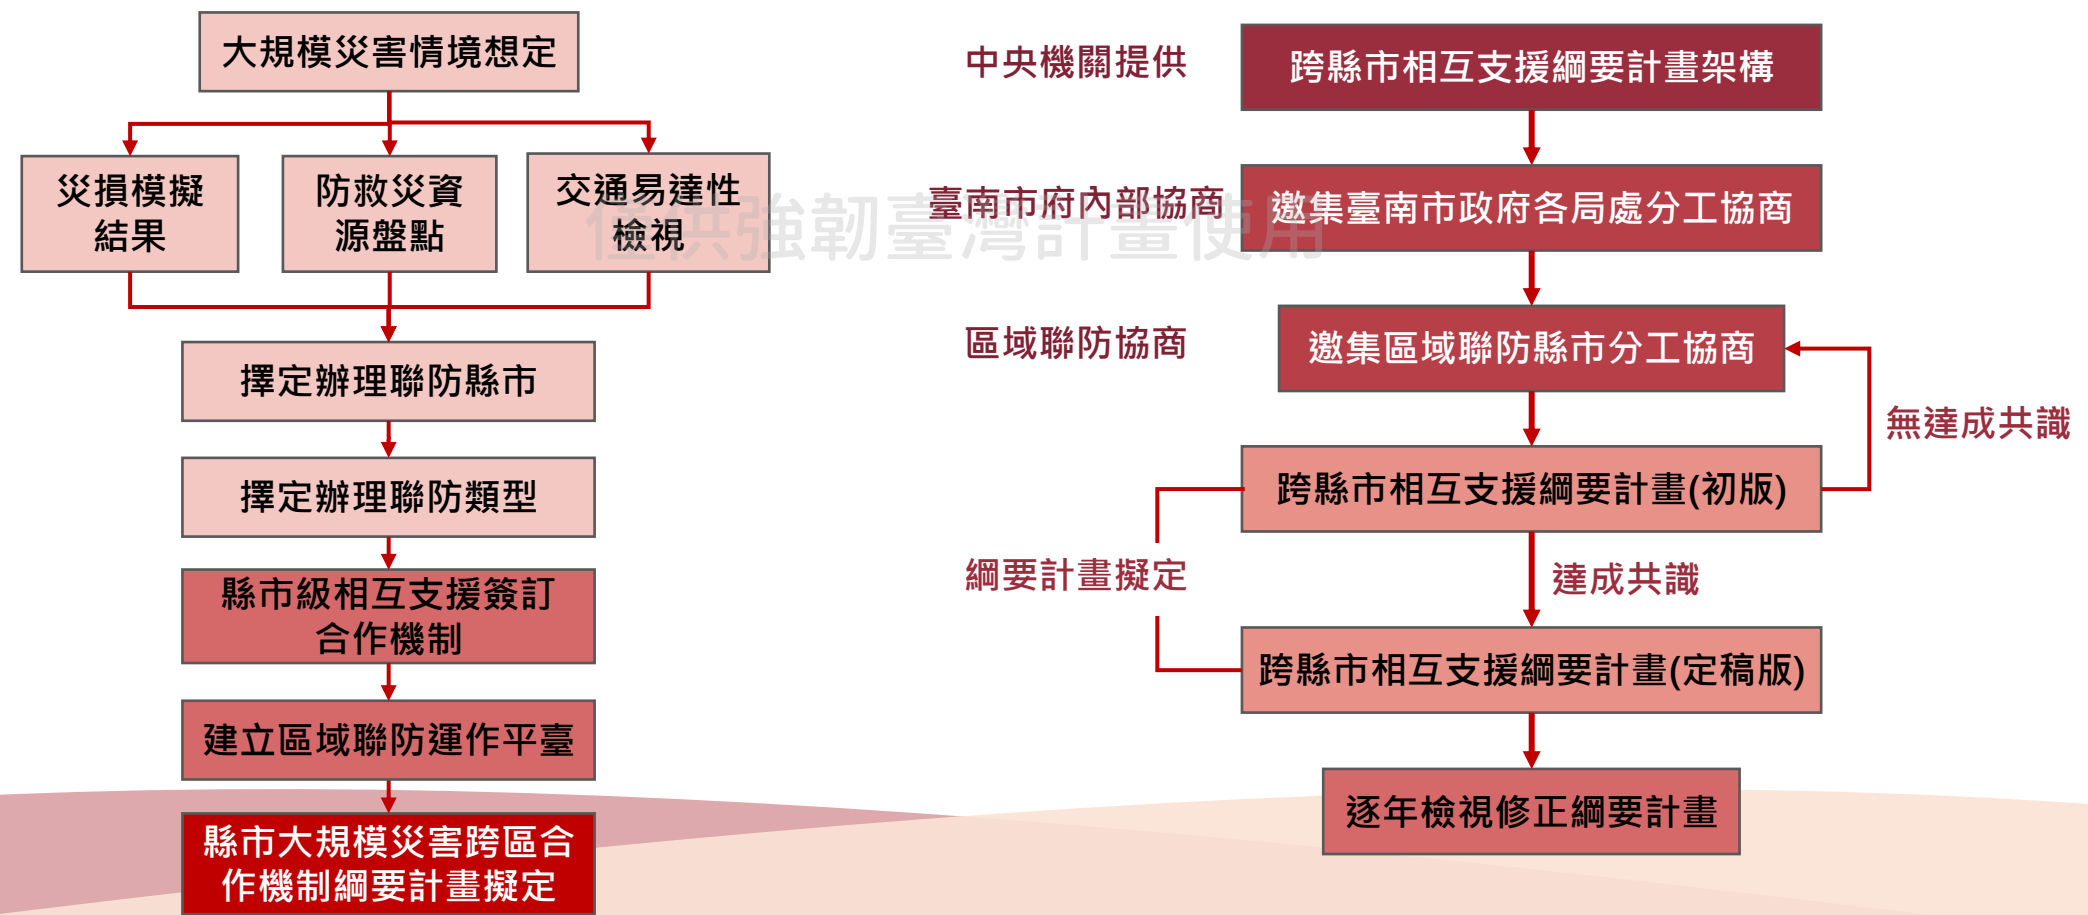 大規模災害情境想定
災損模擬
結果
防救災資
源盤點
交通易達性
檢視
擇定辦理聯防縣市
擇定辦理聯防類型
縣市級相互支援簽訂
合作機制
建立區域聯防運作平臺
縣市大規模災害跨區合
作機制綱要計畫擬定
中央機關提供
跨縣市相互支援綱要計畫架構
臺南市府內部協商
邀集臺南市政府各局處分工協商
僅供強韌臺灣計畫使用
區域聯防協商
邀集區域聯防縣市分工協商
無達成共識
跨縣市相互支援綱要計畫(初版)
綱要計畫擬定
達成共識
跨縣市相互支援綱要計畫(定稿版)
逐年檢視修正綱要計畫